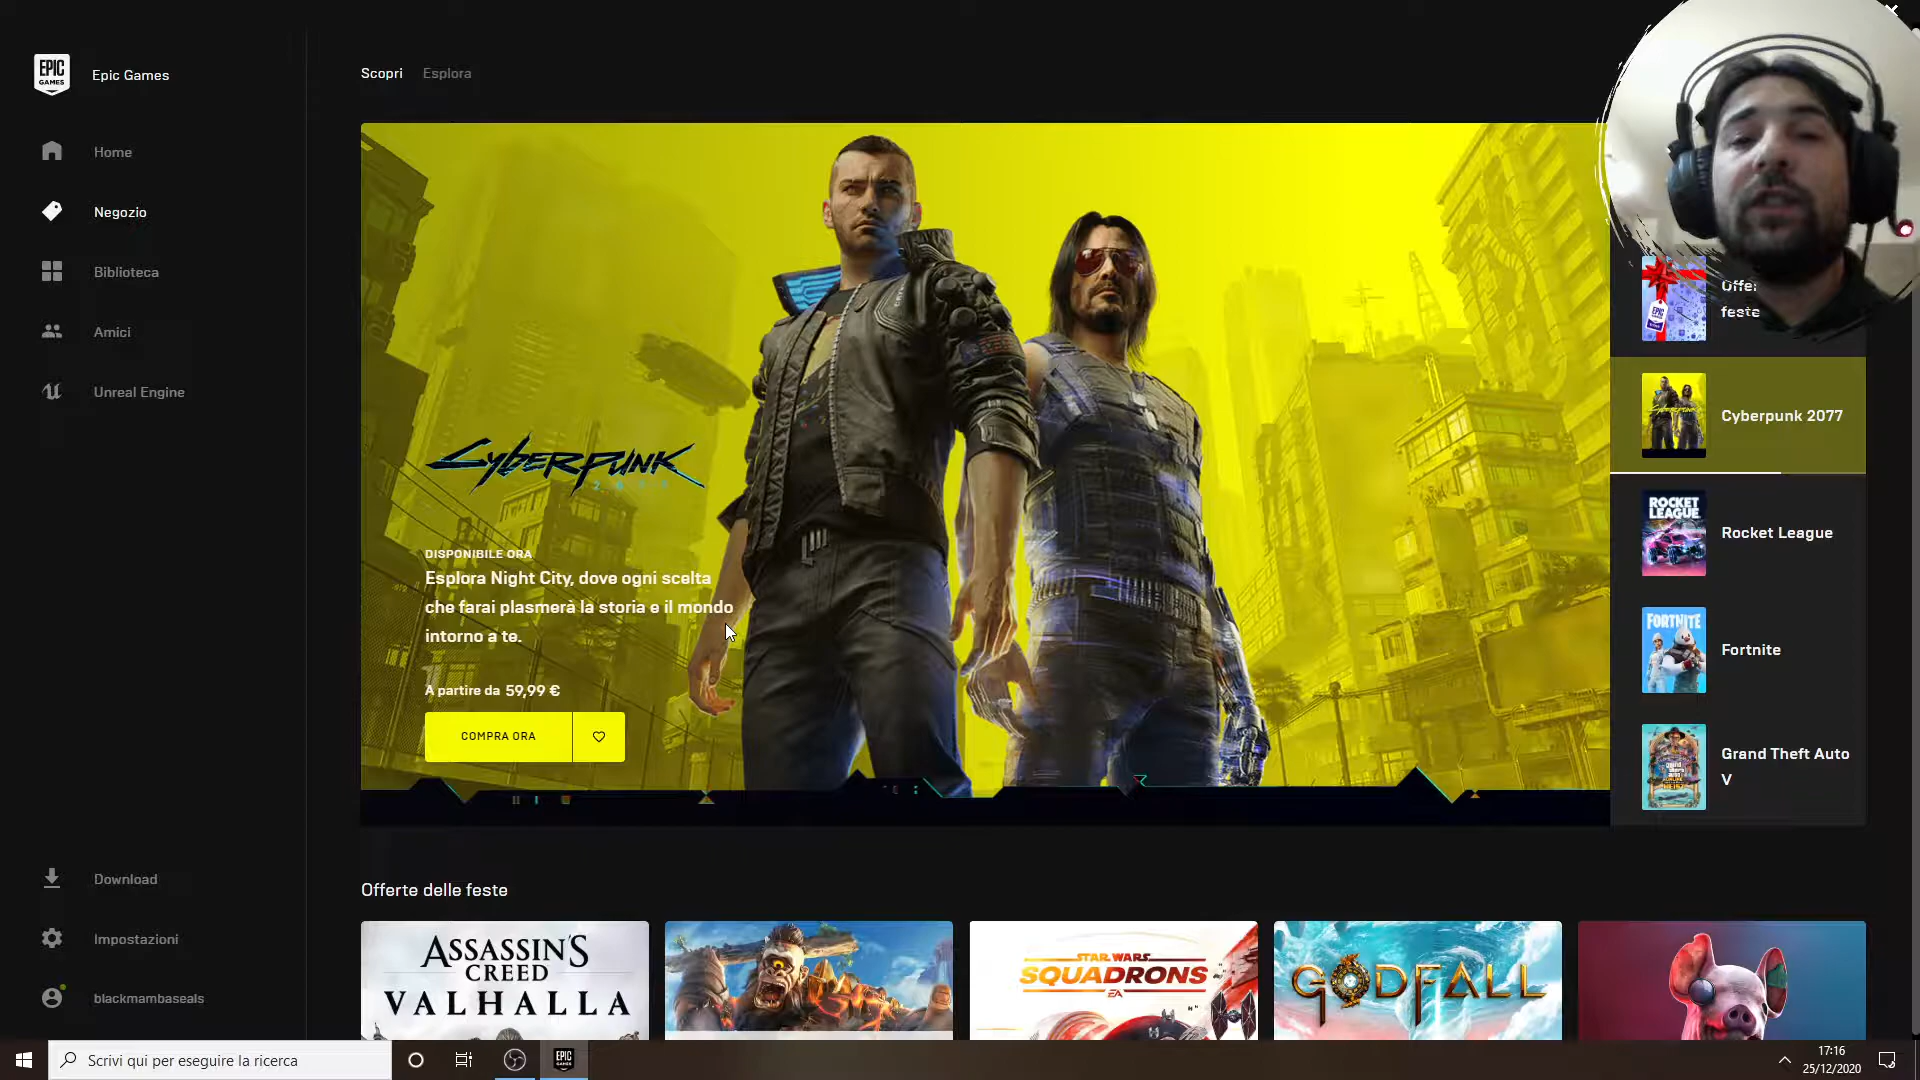 EPIC GAMES
Epic Games
Home
Negozio
Biblioteca
Amici
Unreal Engine
Download
Impostazioni
blackmambaseals
Scopri
Esplora
CYBERPUNK
2077
DISPONIBILE ORA
Esplora Night City, dove ogni scelta
che farai plasmerà la storia e il mondo
intorno a te.
A partire da 59,99 €
COMPRA ORA
feste
Cyberpunk 2077
ROCKET
LEAGUE
Rocket League
FORTNITE
Fortnite
Grand Theft Auto
V
Offerte delle feste
ASSASSIN'S
CREED
VALHALLA
STAR WARS
SQUADRONS
EA
GODFALL
Scrivi qui per eseguire la ricerca
EPIC GAMES
17:16
25/12/2020